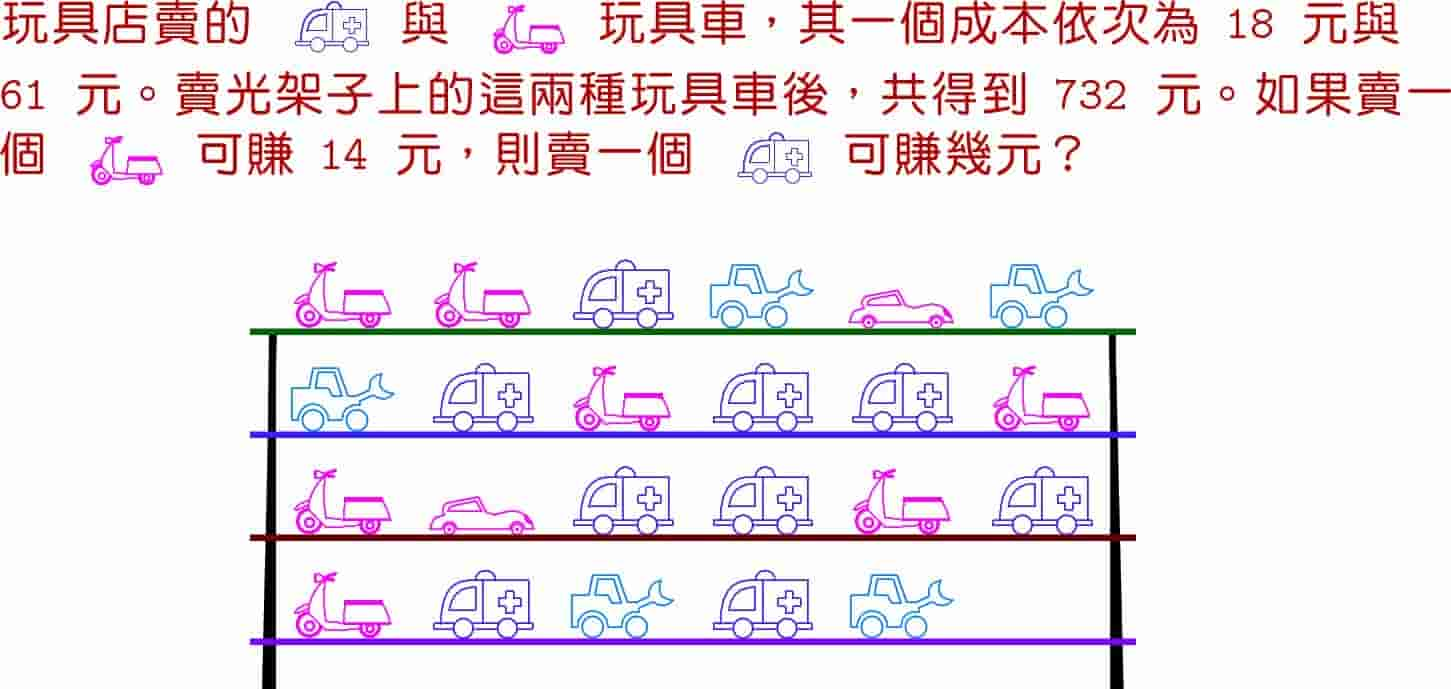 玩具店賣的 與 玩具車，其一個成本依次為 18 元與
61 元。賣光架子上的這兩種玩具車後，共得到 732 元。如果賣一
個 可賺 14 元，則賣一個 可賺幾元？